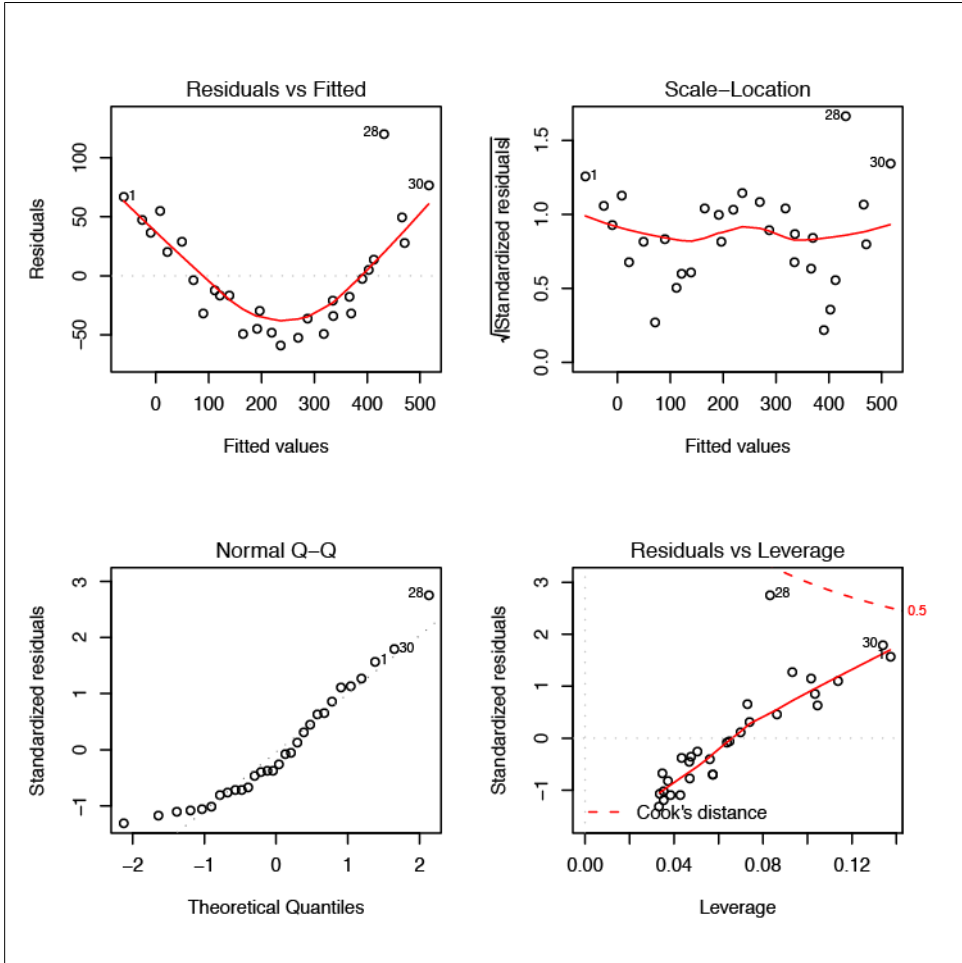 Residuals vs Fitted
28
30
1
100
50
0
−50
Residuals
0 100 200 300 400 500
Fitted values
Scale−Location
28
30
1
1.5
1.0
0.5
0.0
√|Standardized residuals|
0 100 200 300 400 500
Fitted values
Normal Q−Q
28
30
1
3
2
1
0
−1
Standardized residuals
−2 −1 0 1 2
Theoretical Quantiles
Residuals vs Leverage
28
0.5
30
1
3
2
1
0
−1
Cook's distance
Standardized residuals
0.00 0.04 0.08 0.12
Leverage